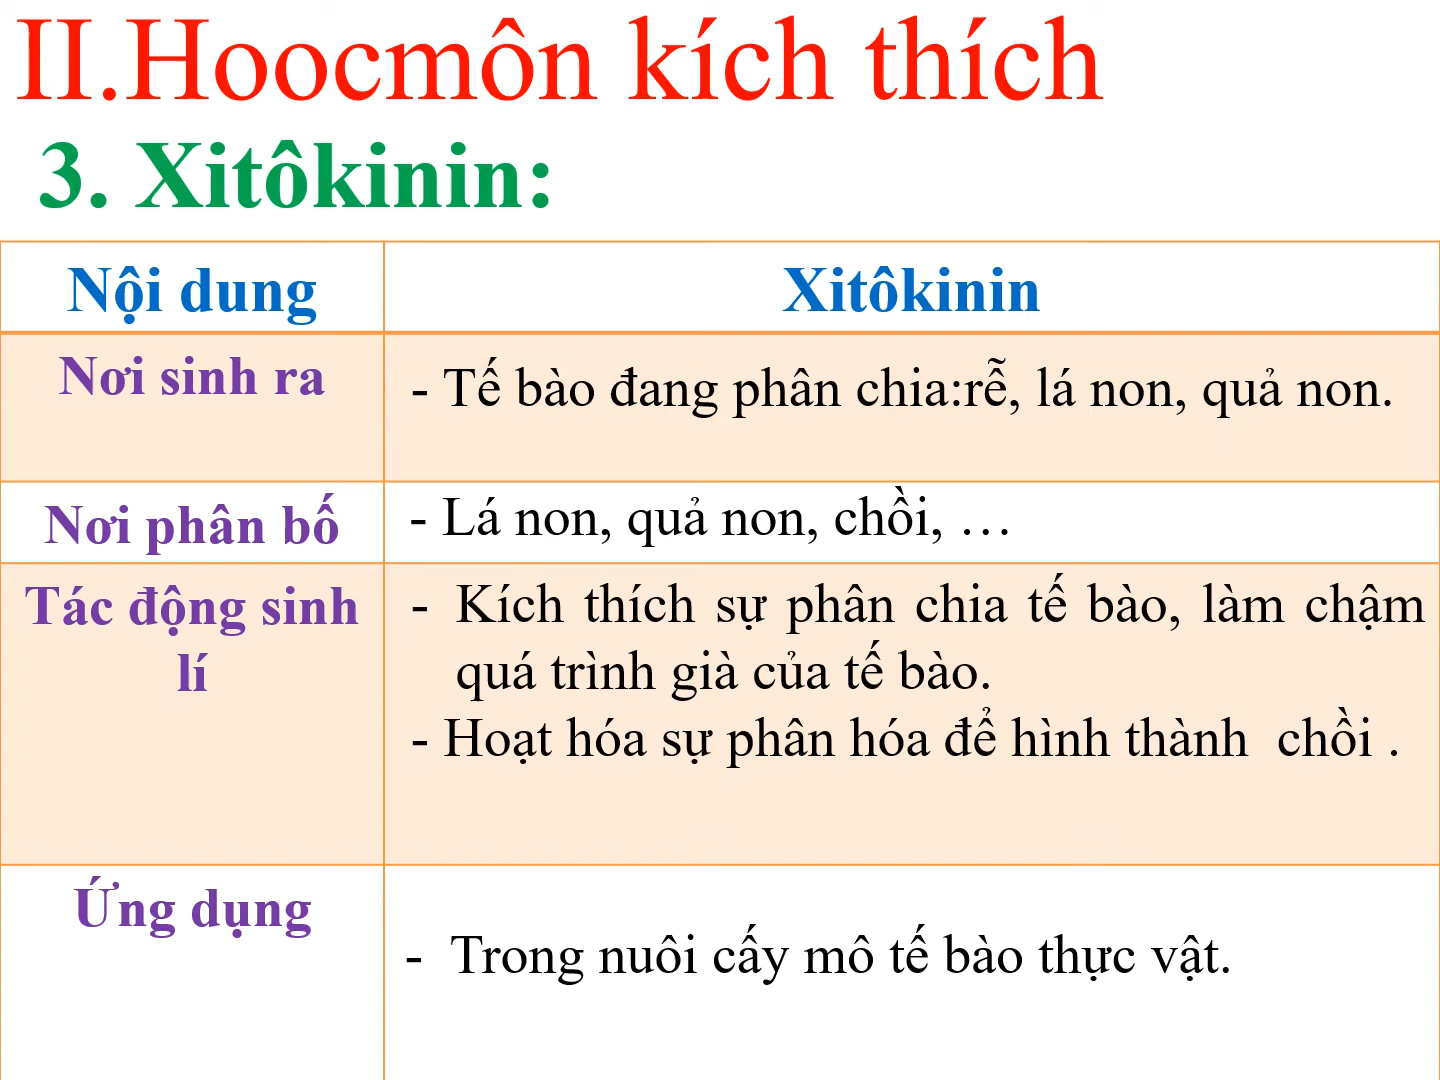 II.Hoocmôn kích thích
3. Xitôkinin:
Nội dung
Xitôkinin
Nơi sinh ra
- Tế bào đang phân chia:rễ, lá non, quả non.
Nơi phân bố
- Lá non, quả non, chồi, …
Tác động sinh
lí
- Kích thích sự phân chia tế bào, làm chậm
quá trình già của tế bào.
- Hoạt hóa sự phân hóa để hình thành chồi .
Ứng dụng
- Trong nuôi cấy mô tế bào thực vật.